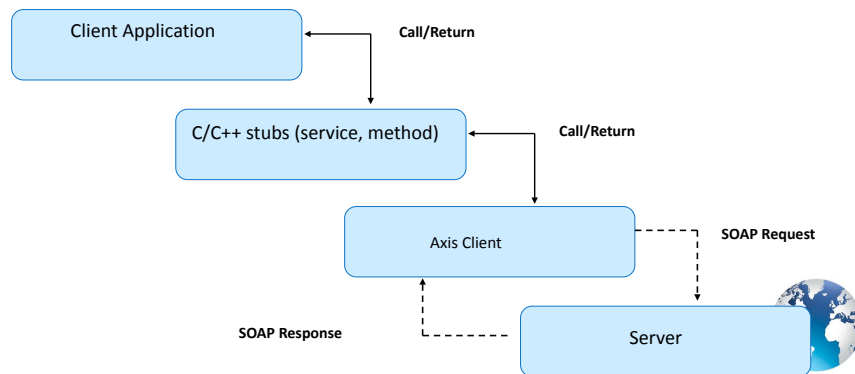 Client Application
Call/Return
C/C++ stubs (service, method)
Call/Return
Axis Client
SOAP Request
SOAP Response
Server